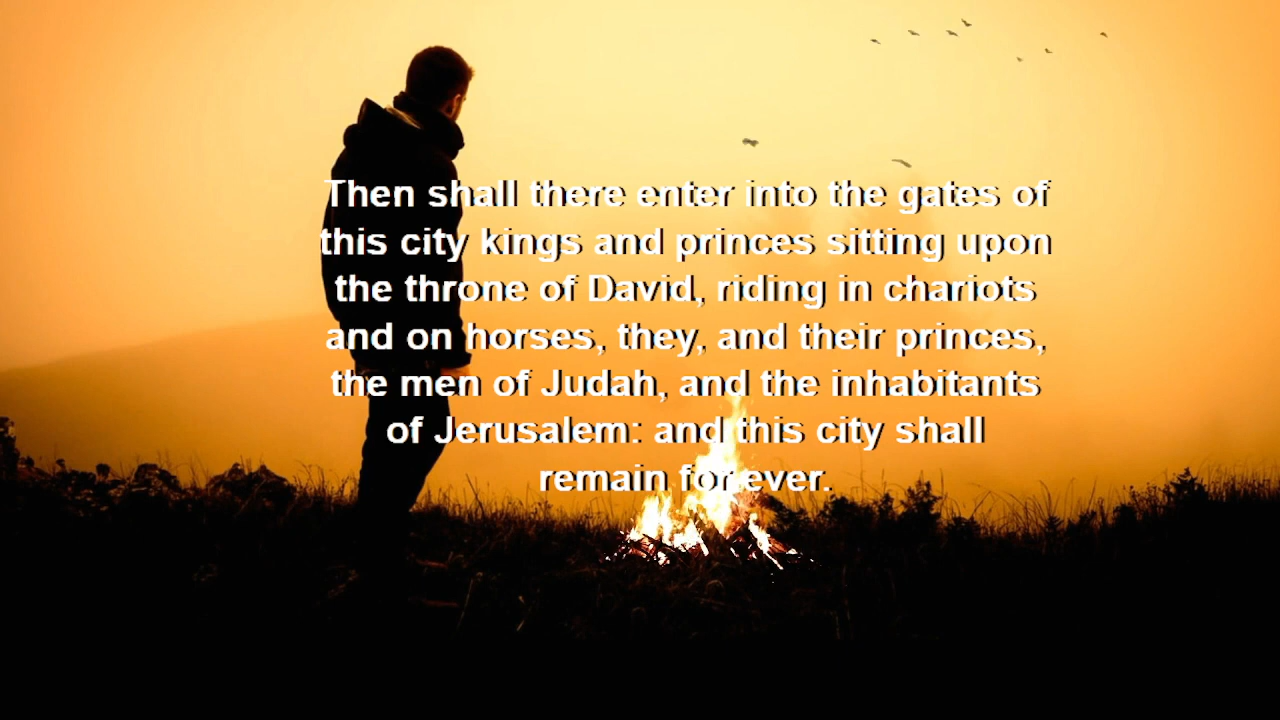 Then shall there enter into the gates of
this city kings and princes sitting upon
the throne of David, riding in chariots
and on horses, they, and their princes,
the men of Judah, and the inhabitants
of Jerusalem: and this city shall
remain for ever.